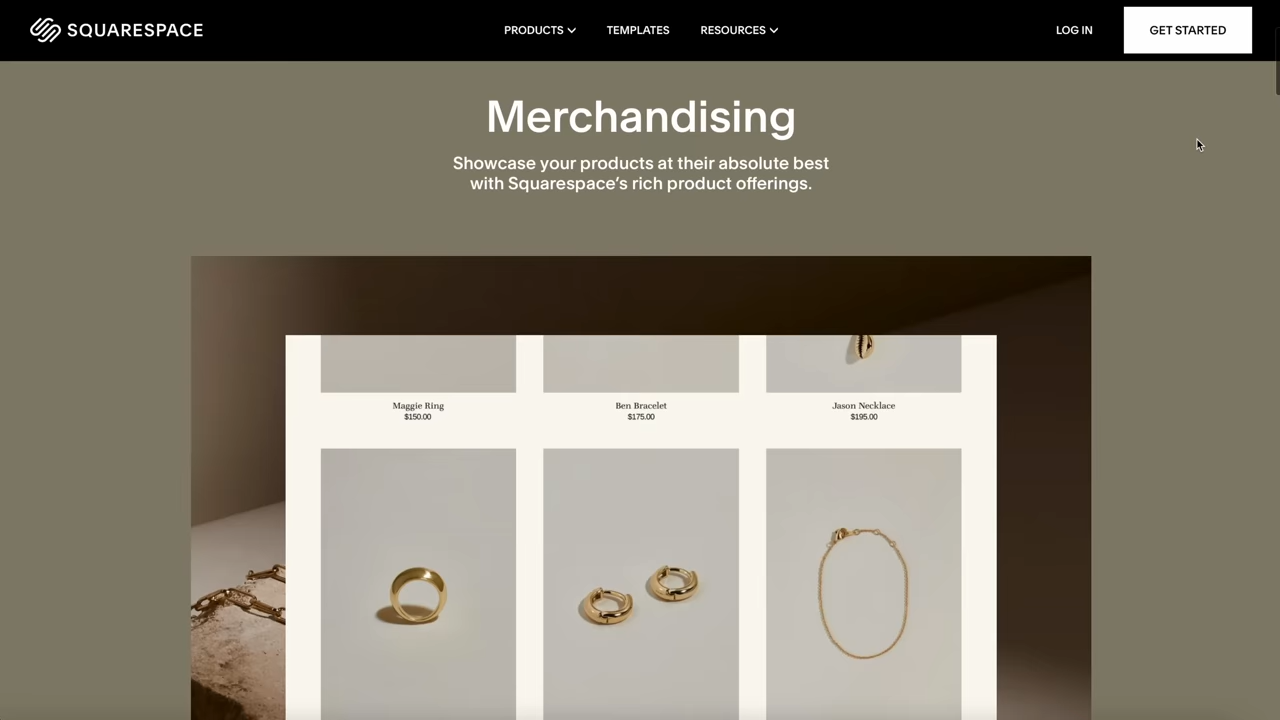 SQUARESPACE
PRODUCTS
TEMPLATES
RESOURCES
LOG IN
GET STARTED
Merchandising
Showcase your products at their absolute best
with Squarespace’s rich product offerings.
Maggie Ring
$150.00
Ben Bracelet
$175.00
Jason Necklace
$195.00